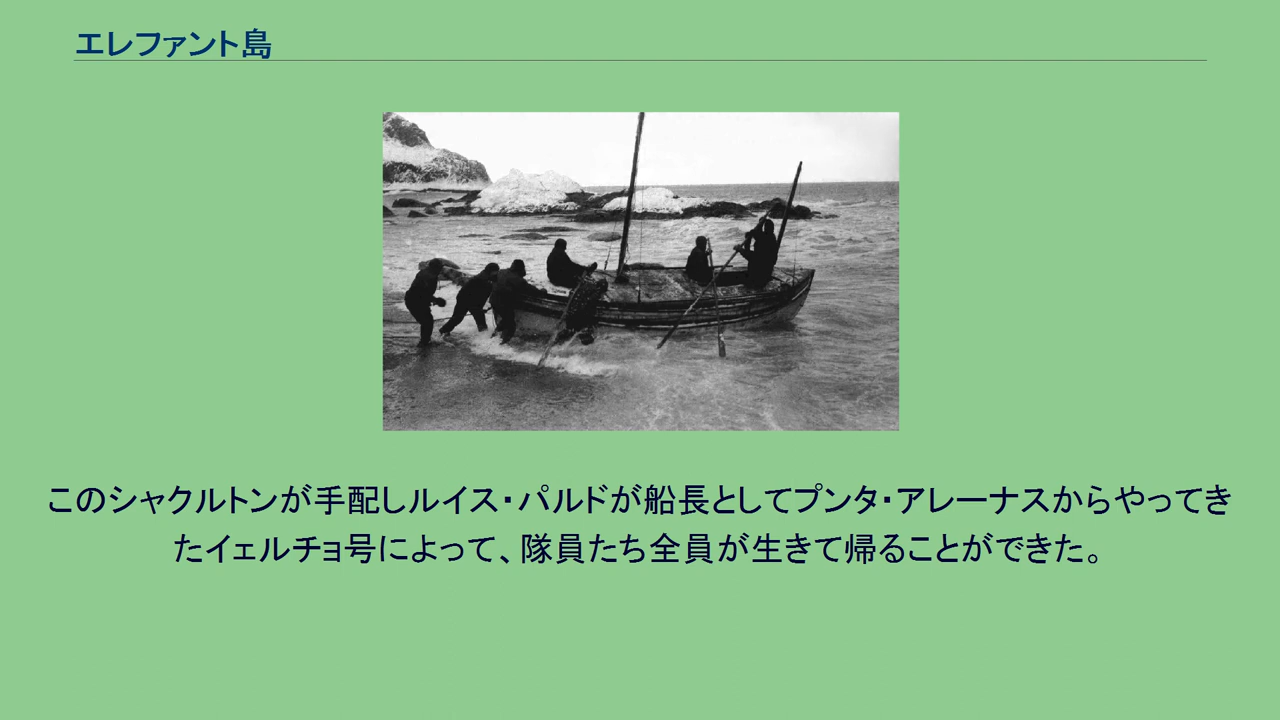 エレファント島
このシャクルトンが手配しルイス・パルドが船長としてプンタ・アレーナスからやってき
たイェルチョ号によって、隊員たち全員が生きて帰ることができた。